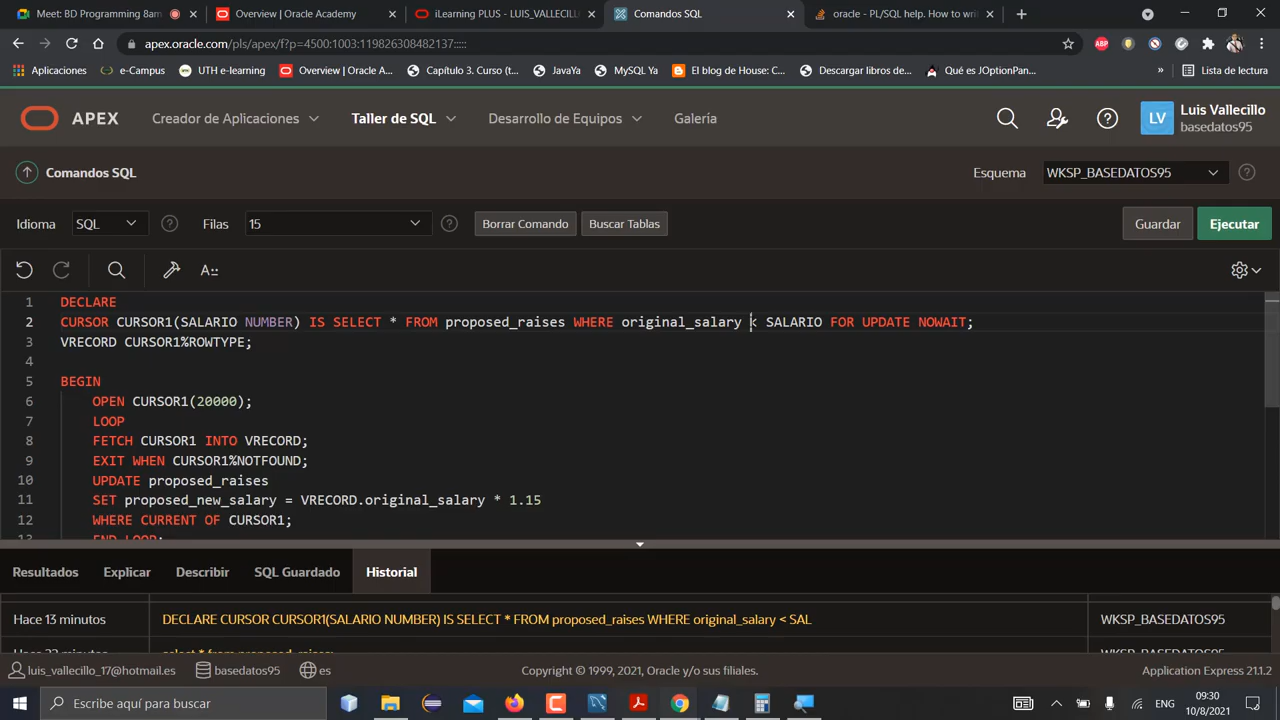 Meet: BD Programming 8am
Overview | Oracle Academy
iLearning PLUS - LUIS_VALLECILL
Comandos SQL
oracle - PL/SQL help. How to wri
apex.oracle.com/pls/apex/f?p=4500:1003:119826308482137:::::
Aplicaciones
e-Campus
UTH e-learning
Overview | Oracle A...
Capítulo 3. Curso (t...
JavaYa
MySQL Ya
El blog de House: C...
Descargar libros de...
Qué es JOptionPan...
Lista de lectura
APEX
Creador de Aplicaciones
Taller de SQL
Desarrollo de Equipos
Galería
LV
Luis Vallecillo
basedatos95
Comandos SQL
Esquema
WKSP_BASEDATOS95
Idioma
SQL
Filas
15
Borrar Comando
Buscar Tablas
Guardar
Ejecutar
1 DECLARE
2 CURSOR CURSOR1(SALARIO NUMBER) IS SELECT * FROM proposed_raises WHERE original_salary < SALARIO FOR UPDATE NOWAIT;
3 VRECORD CURSOR1%ROWTYPE;
4
5 BEGIN
6 OPEN CURSOR1(20000);
7 LOOP
8 FETCH CURSOR1 INTO VRECORD;
9 EXIT WHEN CURSOR1%NOTFOUND;
10 UPDATE proposed_raises
11 SET proposed_new_salary = VRECORD.original_salary * 1.15
12 WHERE CURRENT OF CURSOR1;
13 END LOOP;
Resultados
Explicar
Describir
SQL Guardado
Historial
Hace 13 minutos
DECLARE CURSOR CURSOR1(SALARIO NUMBER) IS SELECT * FROM proposed_raises WHERE original_salary < SAL
WKSP_BASEDATOS95
select * from proposed_raises;
WKSP_BASEDATOS95
luis_vallecillo_17@hotmail.es
basedatos95
es
Copyright © 1999, 2021, Oracle y/o sus filiales.
Application Express 21.1.2
Escribe aquí para buscar
ENG
09:30
10/8/2021